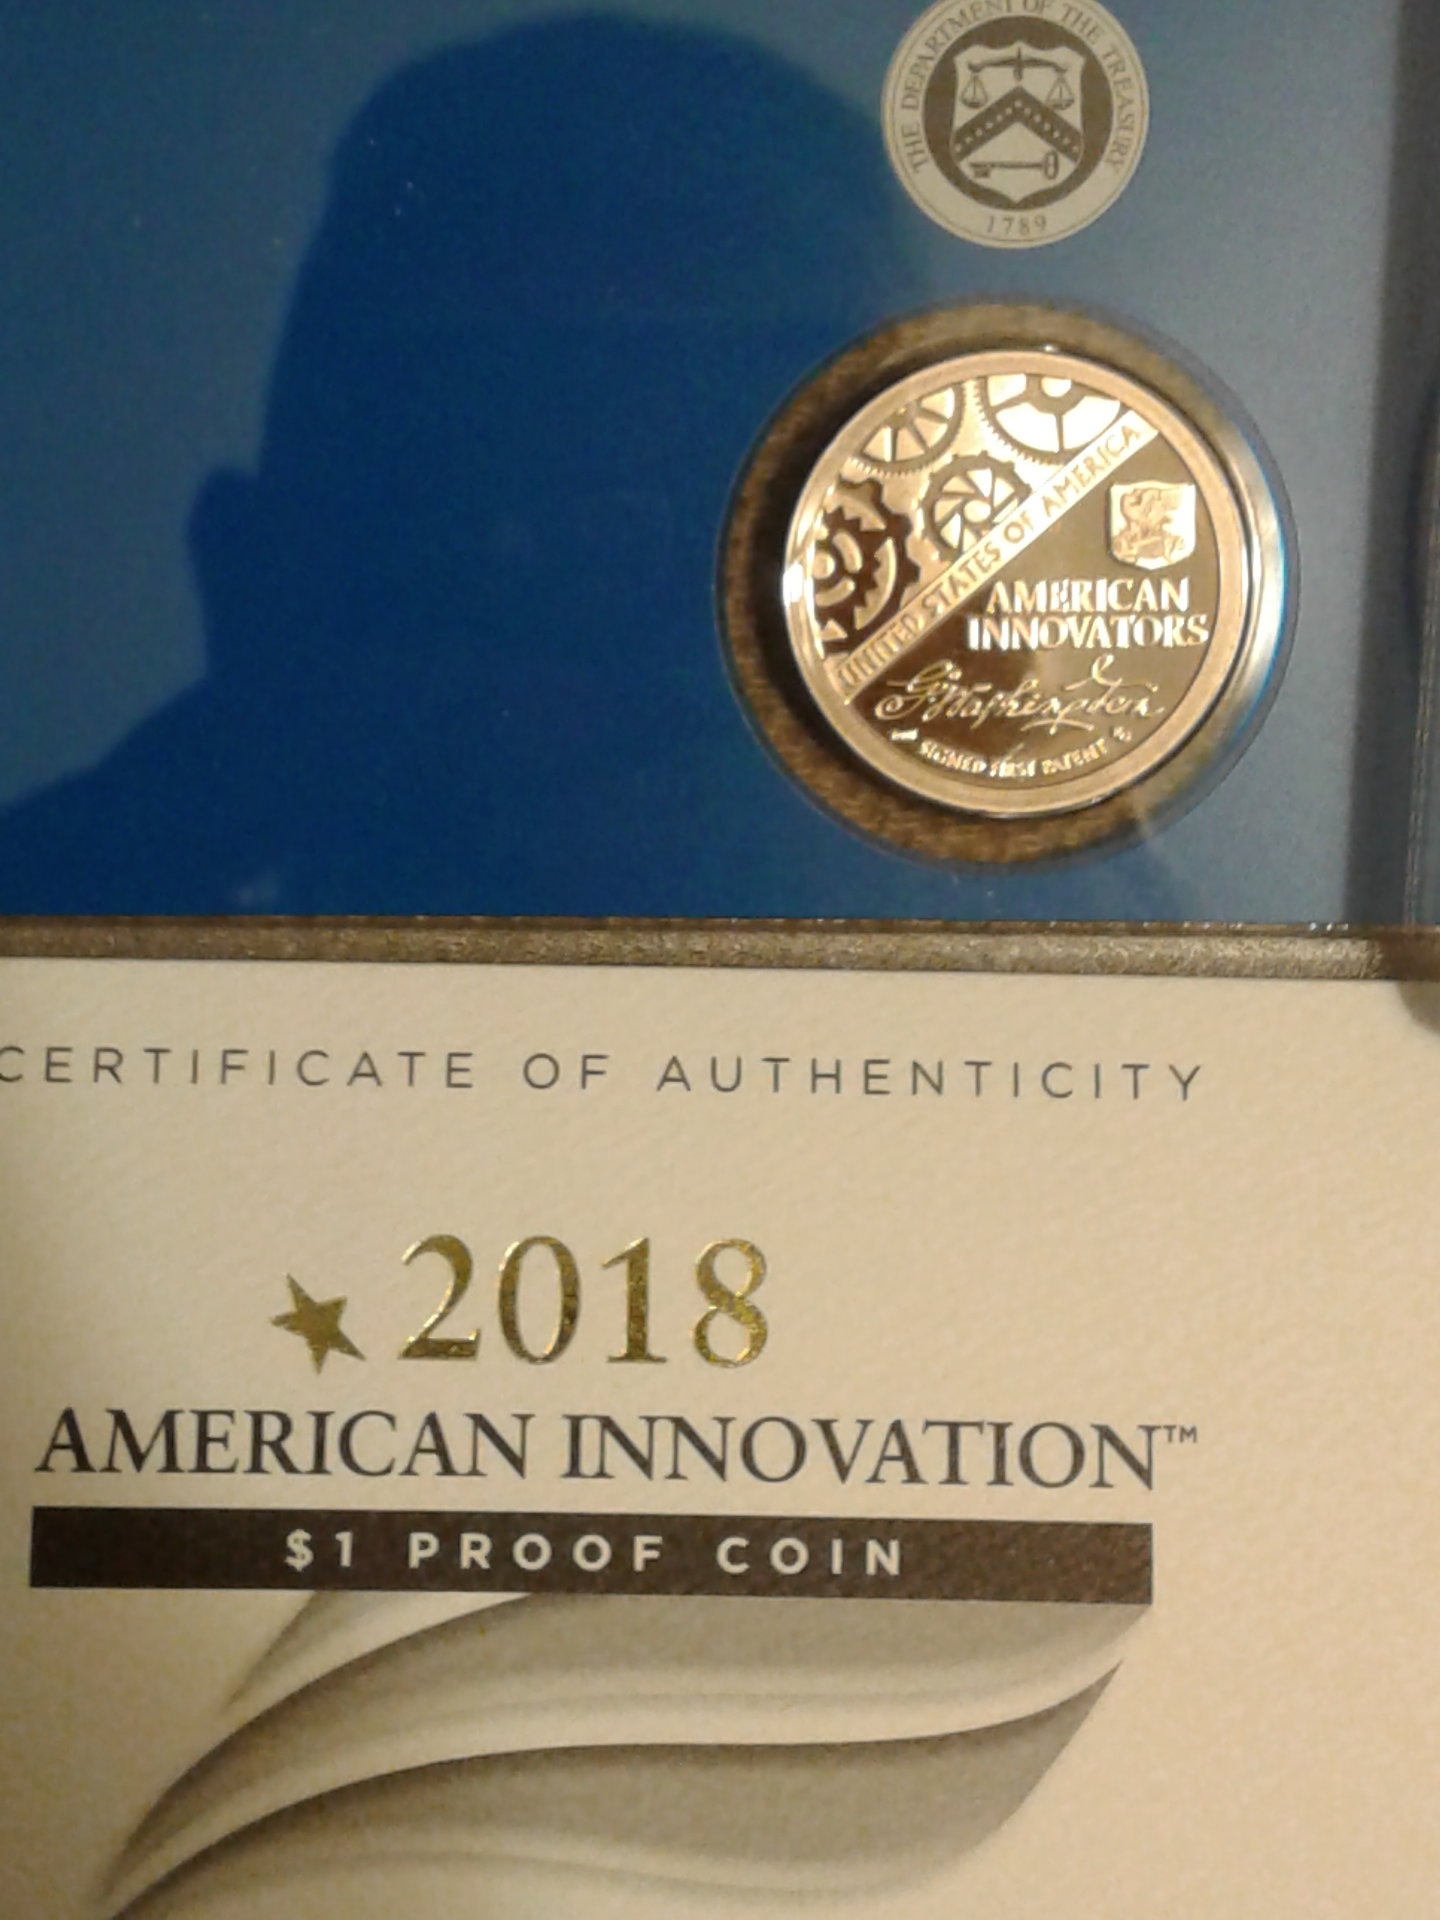 THE DEPARTMENT OF THE TREASURY
1789
UNITED STATES OF AMERICA
AMERICAN
INNOVATORS
G. Washington
SIGNED FIRST PATENT
CERTIFICATE OF AUTHENTICITY
2018
AMERICAN INNOVATION™
$1 PROOF COIN